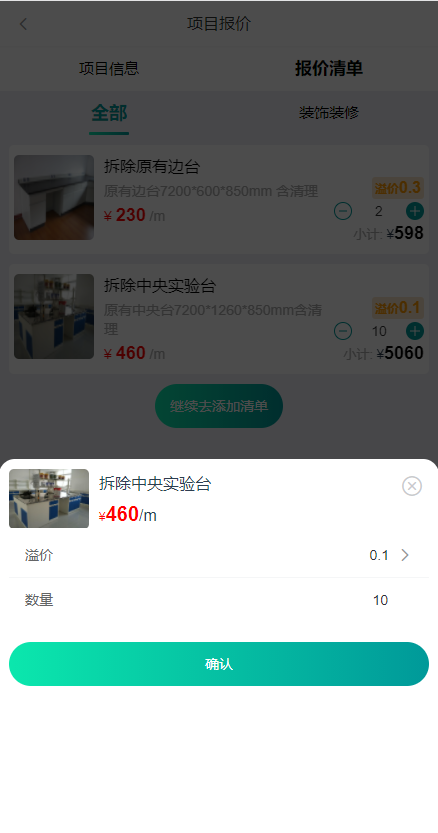 项目报价
项目信息
报价清单
全部
装饰装修
拆除原有边台
原有边台7200*600*850mm 含清理
溢价0.3
¥ 230 /m
2
小计: ¥598
拆除中央实验台
原有中央台7200*1260*850mm含清
理
溢价0.1
¥ 460 /m
10
小计: ¥5060
继续去添加清单
拆除中央实验台
¥460/m
溢价
0.1
数量
10
确认